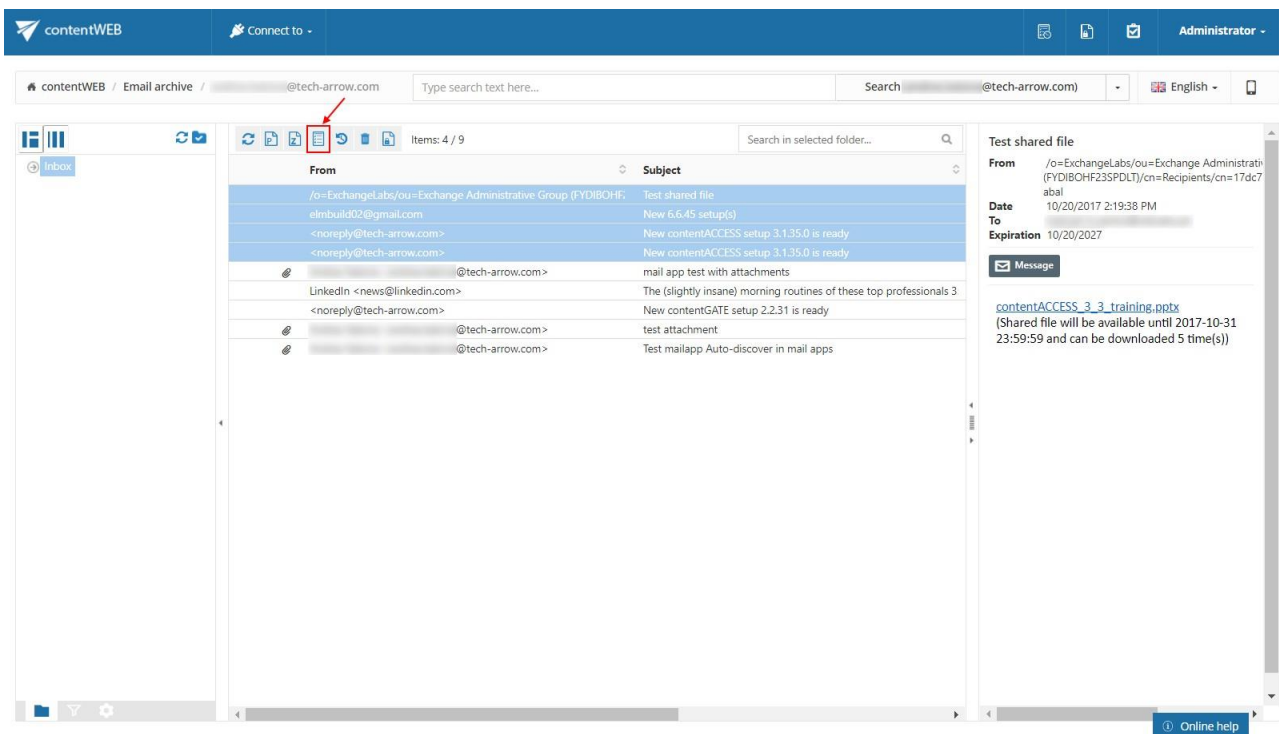 contentWEB
Connect to
Administrator
contentWEB / Email archive / @tech-arrow.com
Type search text here...
Search @tech-arrow.com)
English
Items: 4 / 9
Search in selected folder...
Inbox
From Subject
/o=ExchangeLabs/ou=Exchange Administrative Group (FYDIBOHF; Test shared file
elmbuild02@gmail.com New 6.6.45 setup(s)
<noreply@tech-arrow.com> New contentACCESS setup 3.1.35.0 is ready
<noreply@tech-arrow.com> New contentACCESS setup 3.1.35.0 is ready
@tech-arrow.com> mail app test with attachments
LinkedIn <news@linkedin.com> The (slightly insane) morning routines of these top professionals 3
<noreply@tech-arrow.com> New contentGATE setup 2.2.31 is ready
@tech-arrow.com> test attachment
@tech-arrow.com> Test mailapp Auto-discover in mail apps
Test shared file
From /o=ExchangeLabs/ou=Exchange Administrativ
(FYDIBOHF23SPDLT)/cn=Recipients/cn=17dc7
abal
Date 10/20/2017 2:19:38 PM
To
Expiration 10/20/2027
Message
contentACCESS_3_3_training.pptx
(Shared file will be available until 2017-10-31
23:59:59 and can be downloaded 5 time(s))
Online help